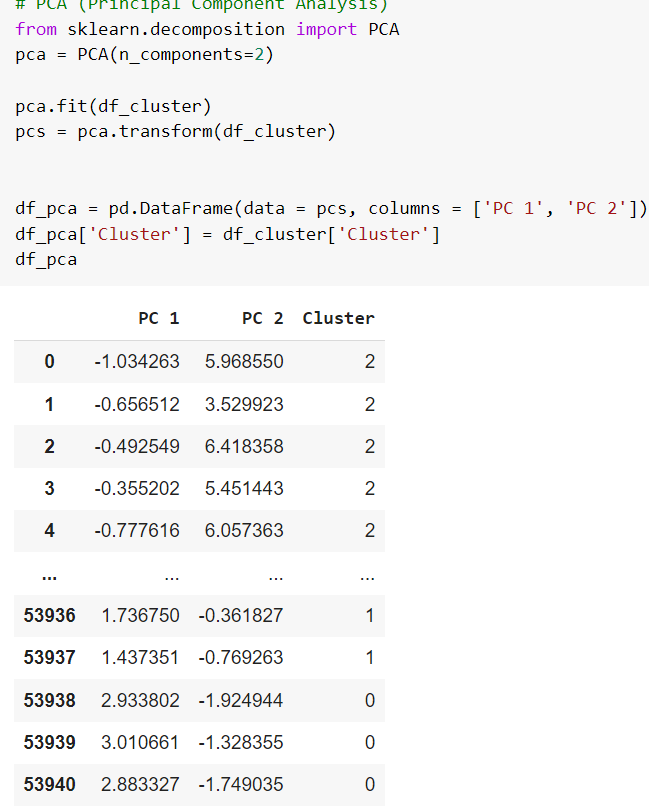 # PCA (Principal Component Analysis)
from sklearn.decomposition import PCA
pca = PCA(n_components=2)
pca.fit(df_cluster)
pcs = pca.transform(df_cluster)
df_pca = pd.DataFrame(data = pcs, columns = ['PC 1', 'PC 2'])
df_pca['Cluster'] = df_cluster['Cluster']
df_pca
PC 1 PC 2 Cluster
0 -1.034263 5.968550 2
1 -0.656512 3.529923 2
2 -0.492549 6.418358 2
3 -0.355202 5.451443 2
4 -0.777616 6.057363 2
... ... ... ...
53936 1.736750 -0.361827 1
53937 1.437351 -0.769263 1
53938 2.933802 -1.924944 0
53939 3.010661 -1.328355 0
53940 2.883327 -1.749035 0